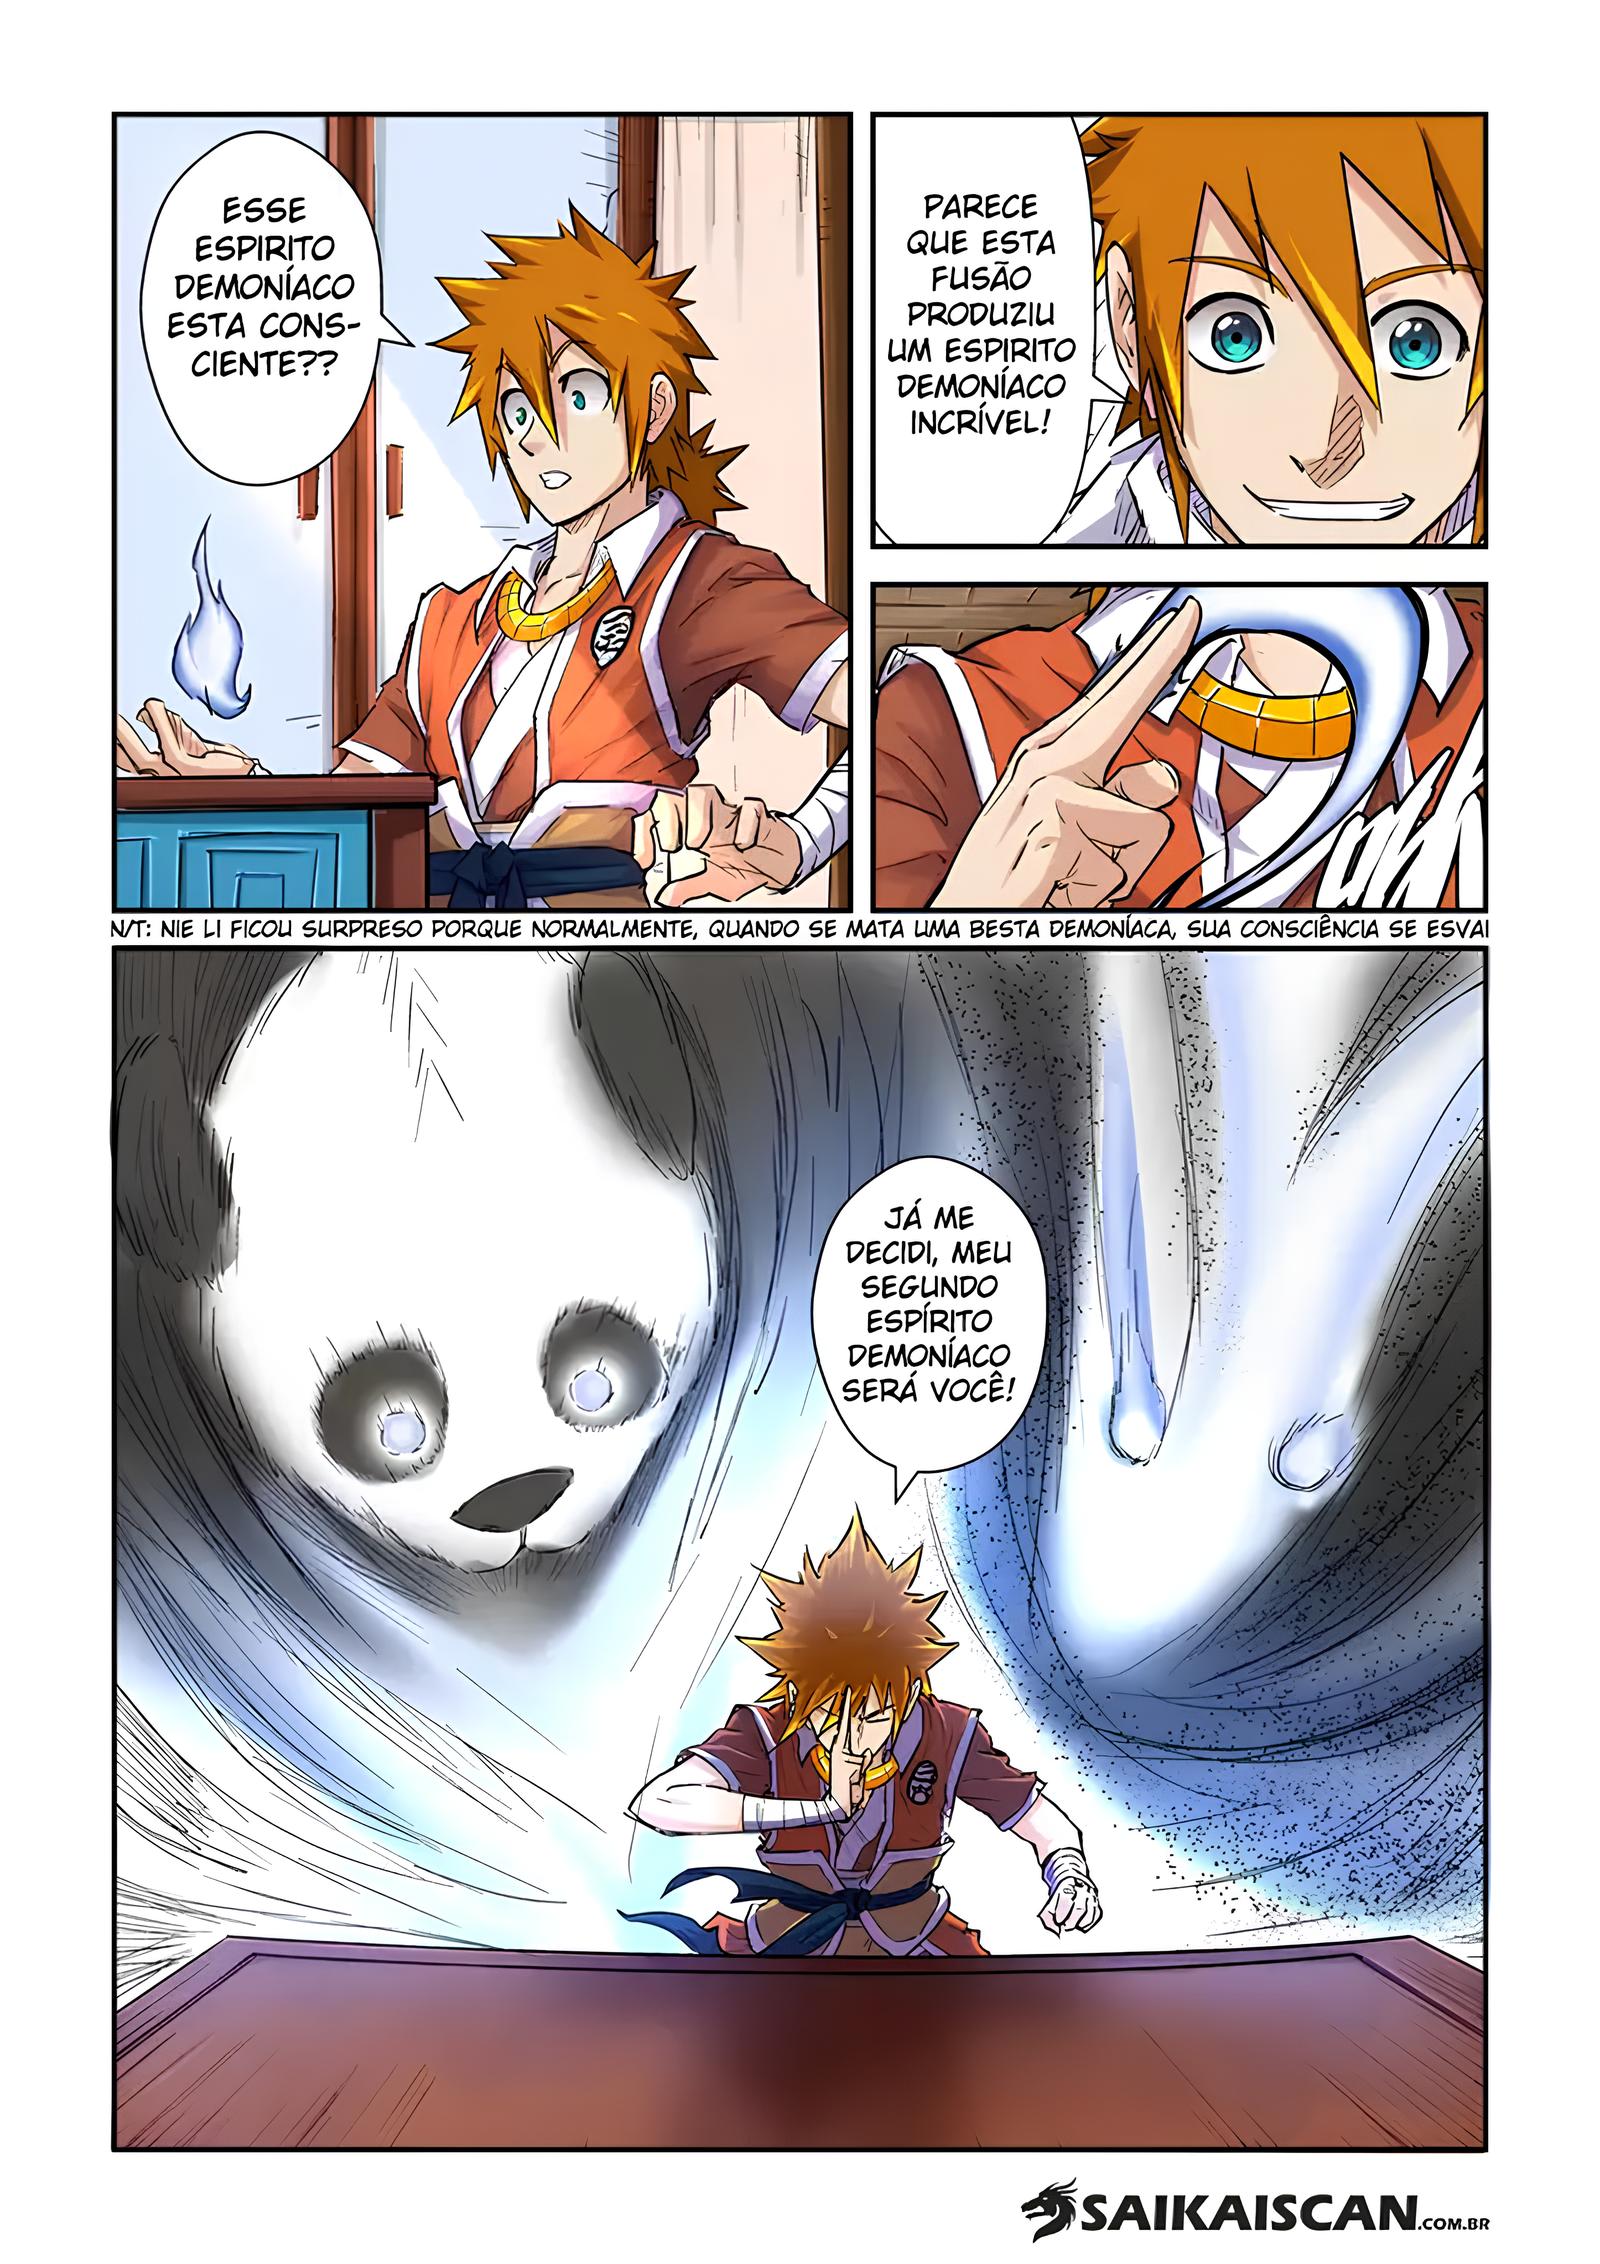 ESSE
ESPIRITO
DEMONÍACO
ESTA CONS-
CIENTE??
PARECE
QUE ESTA
FUSÃO
PRODUZIU
UM ESPIRITO
DEMONÍACO
INCRÍVEL!
N/T: NIE LI FICOU SURPRESO PORQUE NORMALMENTE, QUANDO SE MATA UMA BESTA DEMONÍACA, SUA CONSCIÊNCIA SE ESVAI
JÁ ME
DECIDI, MEU
SEGUNDO
ESPÍRITO
DEMONÍACO
SERÁ VOCÊ!
SAIKAISCAN.COM.BR